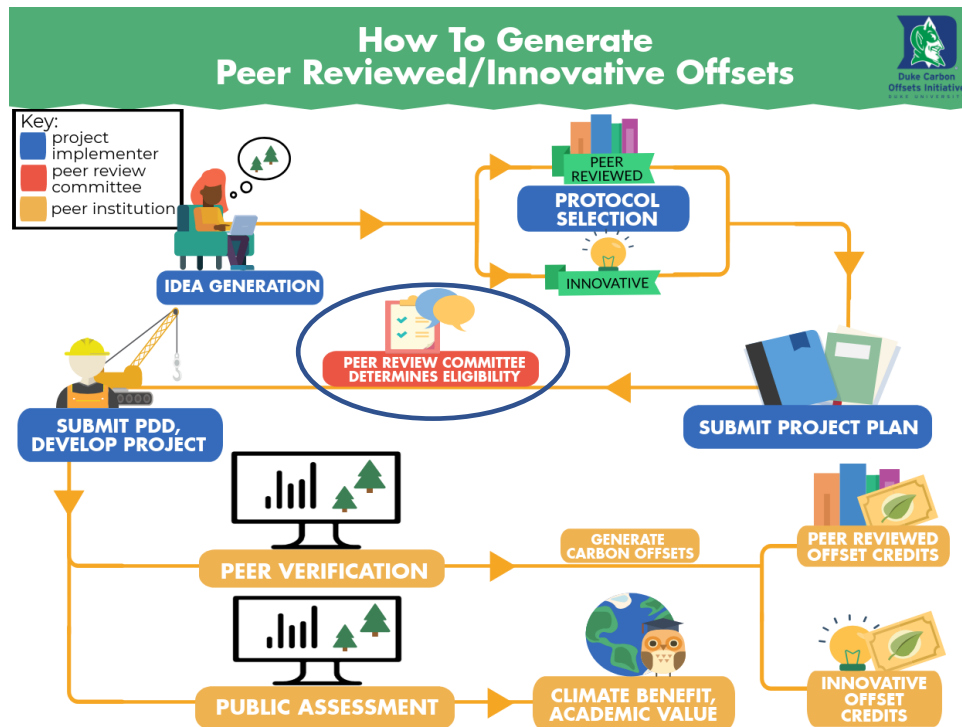 How To Generate
Peer Reviewed/Innovative Offsets
Duke Carbon
Offsets Initiative
DUKE UNIVERSITY
Key:
project
implementer
peer review
committee
peer institution
PEER
REVIEWED
PROTOCOL
SELECTION
INNOVATIVE
IDEA GENERATION
PEER REVIEW COMMITTEE
DETERMINES ELIGIBILITY
SUBMIT PDD,
DEVELOP PROJECT
SUBMIT PROJECT PLAN
PEER VERIFICATION
GENERATE
CARBON OFFSETS
PEER REVIEWED
OFFSET CREDITS
PUBLIC ASSESSMENT
CLIMATE BENEFIT,
ACADEMIC VALUE
INNOVATIVE
OFFSET
CREDITS